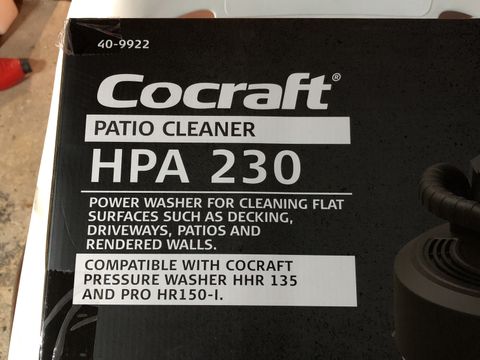 40-9922
Cocraft®
PATIO CLEANER
HPA 230
POWER WASHER FOR CLEANING FLAT
SURFACES SUCH AS DECKING,
DRIVEWAYS, PATIOS AND
RENDERED WALLS.
COMPATIBLE WITH COCRAFT
PRESSURE WASHER HHR 135
AND PRO HR150-I.